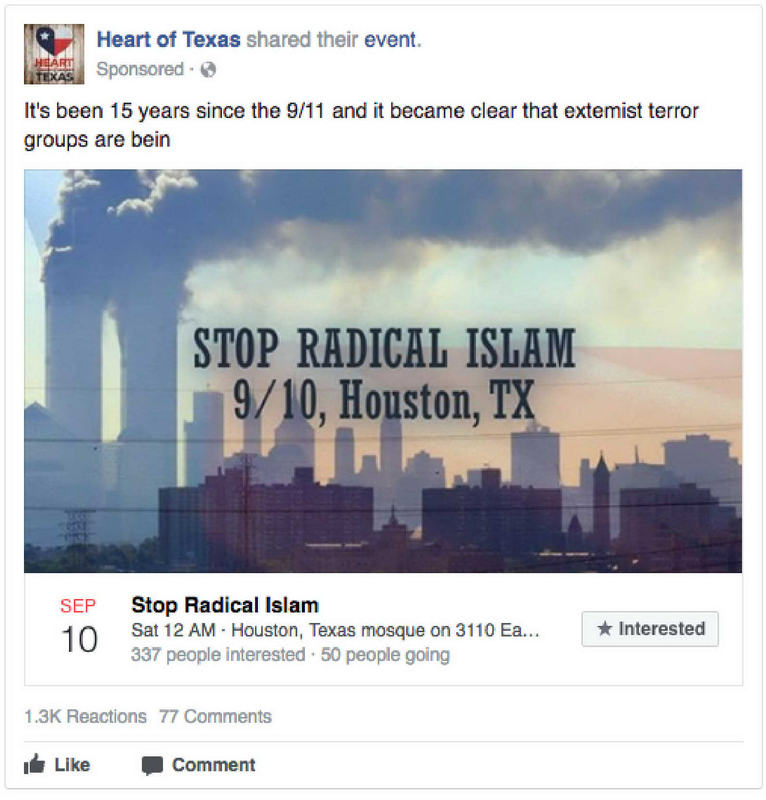 Heart of Texas shared their event.
Sponsored ·
HEART
OF
TEXAS
It's been 15 years since the 9/11 and it became clear that extemist terror
groups are bein
STOP RADICAL ISLAM
9/10, Houston, TX
SEP
10
Stop Radical Islam
Sat 12 AM · Houston, Texas mosque on 3110 Ea...
337 people interested · 50 people going
★ Interested
1.3K Reactions 77 Comments
Like Comment